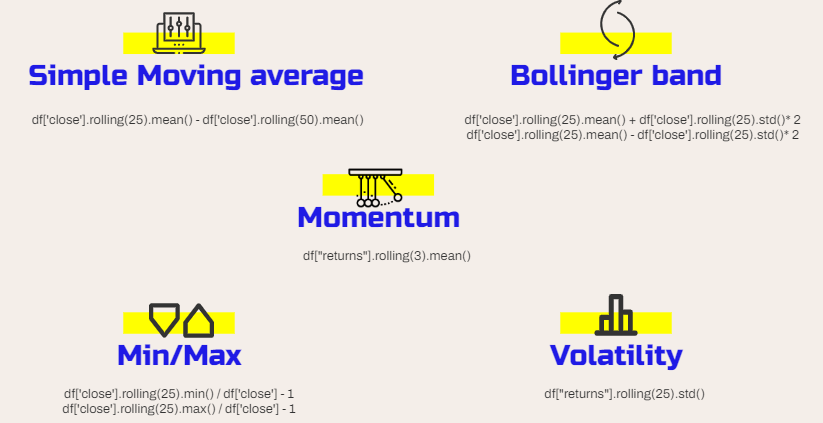 Simple Moving average
df['close'].rolling(25).mean() - df['close'].rolling(50).mean()
Bollinger band
df['close'].rolling(25).mean() + df['close'].rolling(25).std()* 2
df['close'].rolling(25).mean() - df['close'].rolling(25).std()* 2
Momentum
df["returns"].rolling(3).mean()
Min/Max
df['close'].rolling(25).min() / df['close'] - 1
df['close'].rolling(25).max() / df['close'] - 1
Volatility
df["returns"].rolling(25).std()